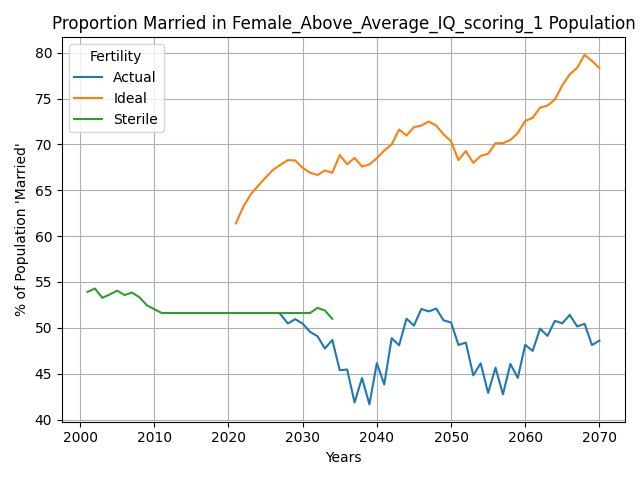 Proportion Married in Female_Above_Average_IQ_scoring_1 Population
% of Population 'Married'
80
75
70
65
60
55
50
45
40
Fertility
Actual
Ideal
Sterile
2000 2010 2020 2030 2040 2050 2060 2070
Years